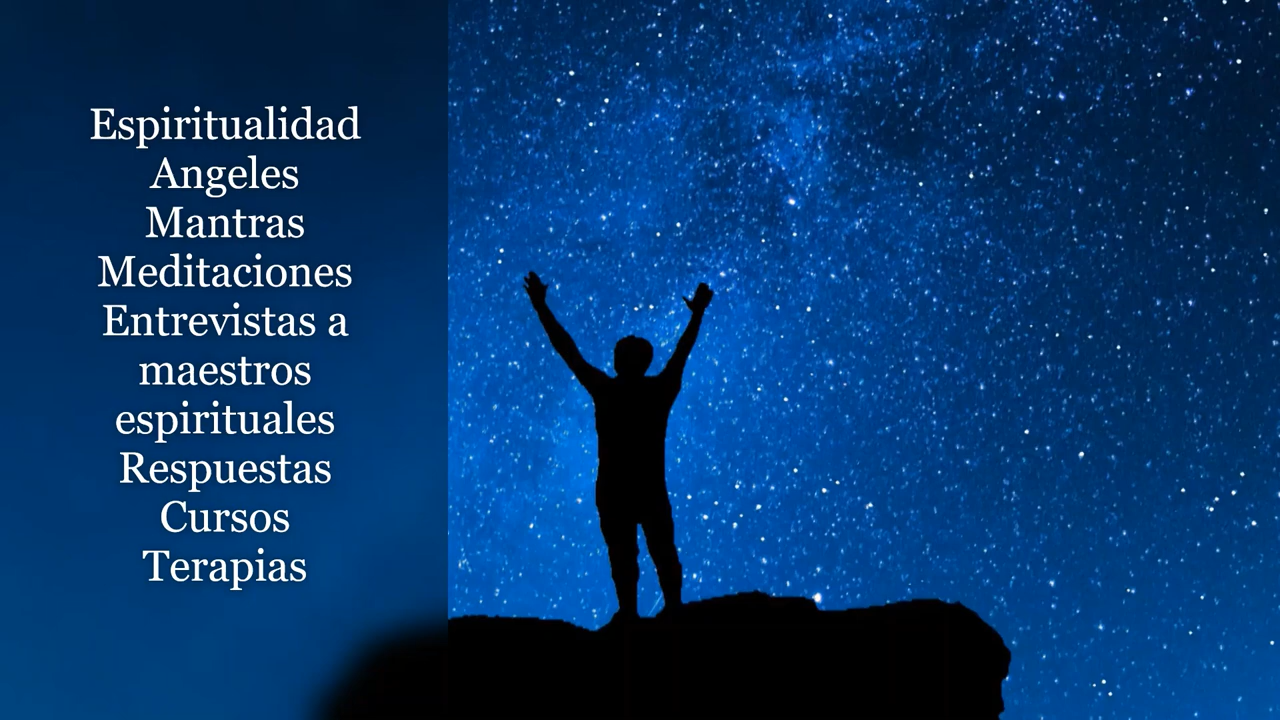 Espiritualidad
Angeles
Mantras
Meditaciones
Entrevistas a
maestros
espirituales
Respuestas
Cursos
Terapias